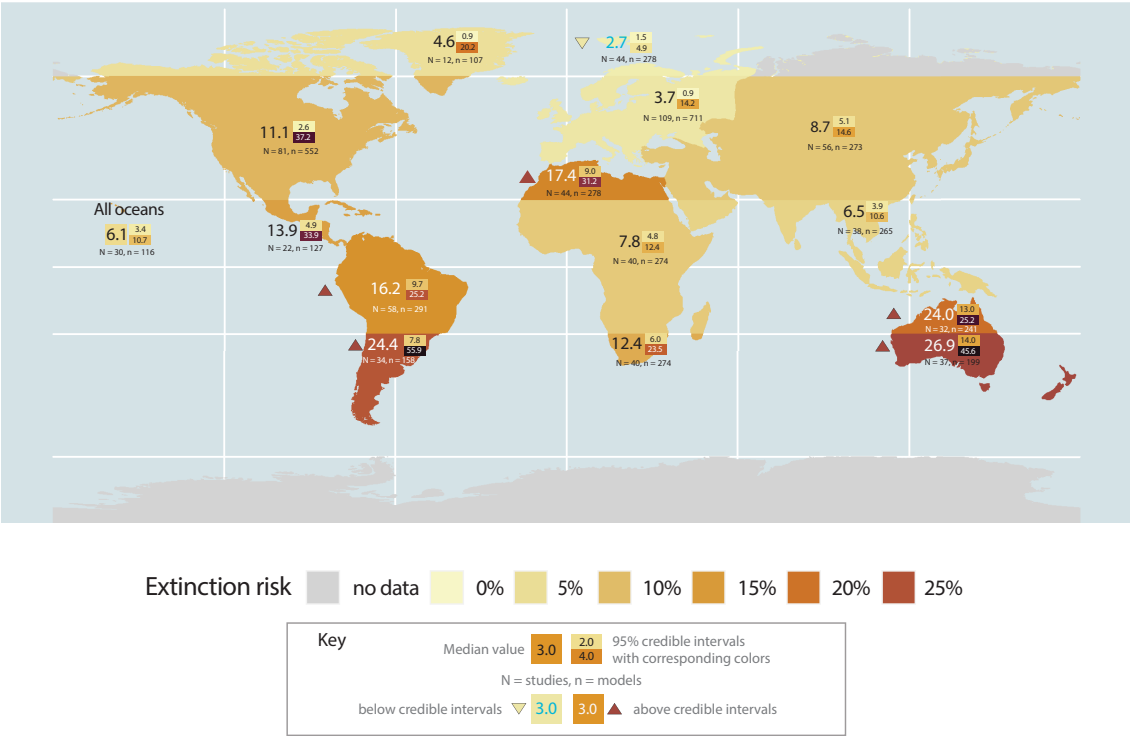 4.6 0.9
20.2
N = 12, n = 107
2.7 1.5
4.9
N = 44, n = 278
3.7 0.9
14.2
N = 109, n = 711
11.1 2.6
37.2
N = 81, n = 552
8.7 5.1
14.6
N = 56, n = 273
17.4 9.0
31.2
N = 44, n = 278
All oceans
6.1 3.4
10.7
N = 30, n = 116
13.9 4.9
33.9
N = 22, n = 127
6.5 3.9
10.6
N = 38, n = 265
7.8 4.8
12.4
N = 40, n = 274
16.2 9.7
25.2
N = 58, n = 291
24.0 13.0
25.2
N = 32, n = 241
24.4 7.8
55.9
N = 34, n = 158
12.4 6.0
23.5
N = 40, n = 274
26.9 14.0
45.6
N = 37, n = 199
Extinction risk no data 0% 5% 10% 15% 20% 25%
Key
Median value 3.0 2.0 95% credible intervals
4.0 with corresponding colors
N = studies, n = models
below credible intervals 3.0 3.0 above credible intervals